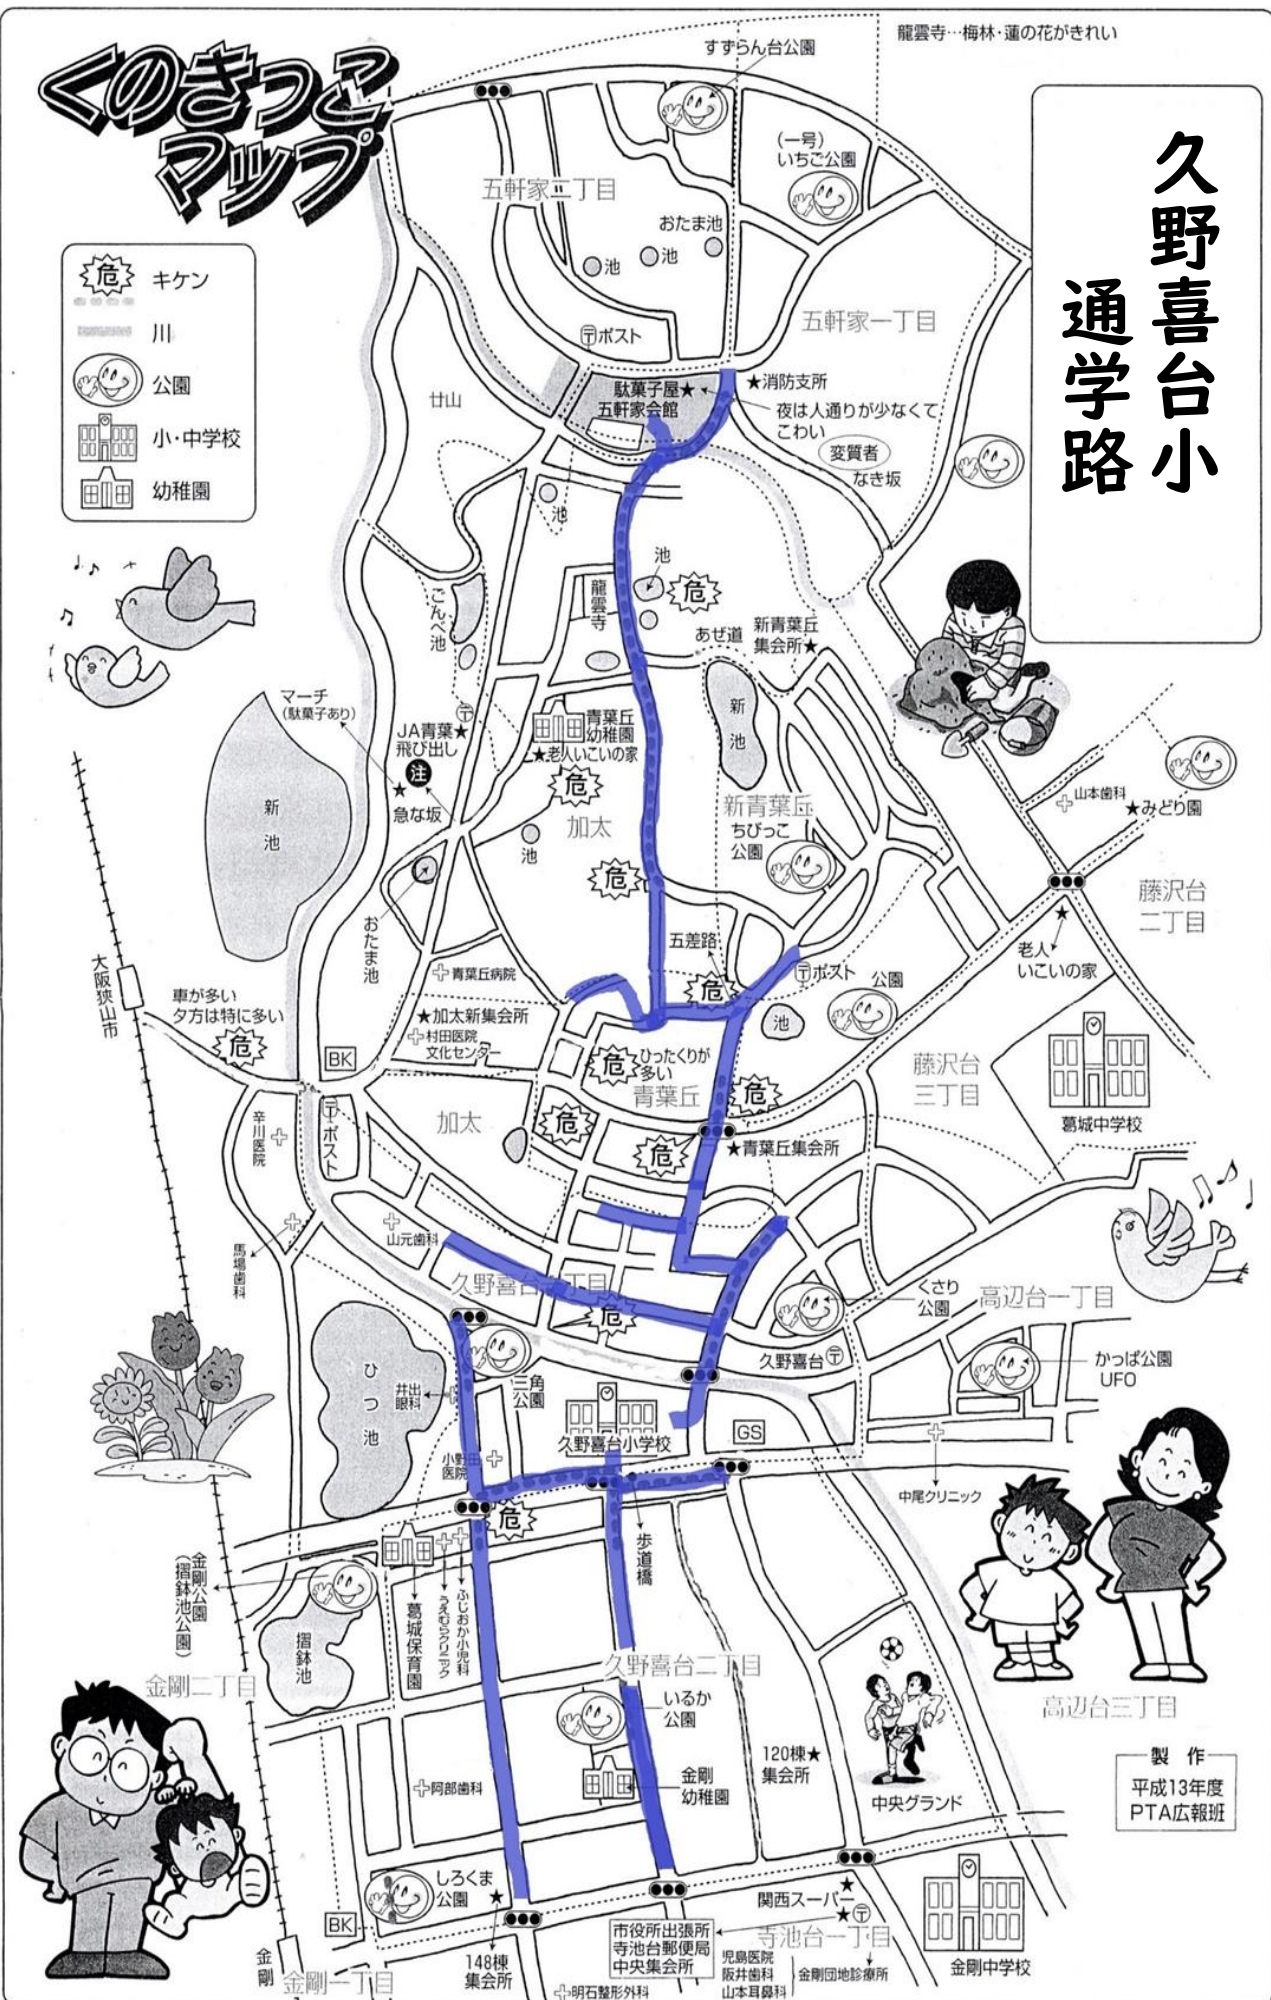 くのきっこ
マップ
久野喜台小
通学路
危 キケン
川
公園
小・中学校
幼稚園
龍雲寺…梅林・蓮の花がきれい
すずらん台公園
(一号)
いちご公園
五軒家二丁目
おたま池
池
池
五軒家一丁目
〒ポスト
廿山
駄菓子屋★
五軒家会館
★消防支所
夜は人通りが少なくて
こわい
変質者
なき坂
池
池
危
龍雲寺
ごんべ池
あぜ道
新青葉丘
集会所★
新池
マーチ
(駄菓子あり)
JA青葉★
飛び出し
注
★
急な坂
〒
青葉丘
幼稚園
★老人いこいの家
危
加太
池
新青葉丘
ちびっこ
公園
山本歯科
★みどり園
新池
危
藤沢台
二丁目
★
老人
いこいの家
おたま池
五差路
青葉丘病院
危
〒ポスト
公園
池
大阪狭山市
車が多い
夕方は特に多い
危
BK
★加太新集会所
村田医院
文化センター
危
ひったくりが
多い
青葉丘
危
藤沢台
三丁目
葛城中学校
辛川医院
〒ポスト
加太
危
危
★青葉丘集会所
馬場歯科
山元歯科
久野喜台一丁目
危
くさり
公園
高辺台一丁目
久野喜台〒
かっぱ公園
UFO
ひつ池
井出
眼科
三角
公園
久野喜台小学校
GS
小野田
医院
危
中尾クリニック
歩道橋
金剛公園
(摺鉢池公園)
摺鉢池
葛城保育園
うえむらクリニック
ふじおか小児科
久野喜台二丁目
金剛二丁目
いるか
公園
高辺台三丁目
120棟★
集会所
金剛
幼稚園
阿部歯科
中央グランド
製作
平成13年度
PTA広報班
しろくま
公園
★
BK
148棟
集会所
関西スーパー★
★〒
市役所出張所
寺池台郵便局
中央集会所
寺池台一丁目
児島医院
阪井歯科
山本耳鼻科
金剛団地診療所
金剛中学校
金剛
金剛一丁目
明石整形外科